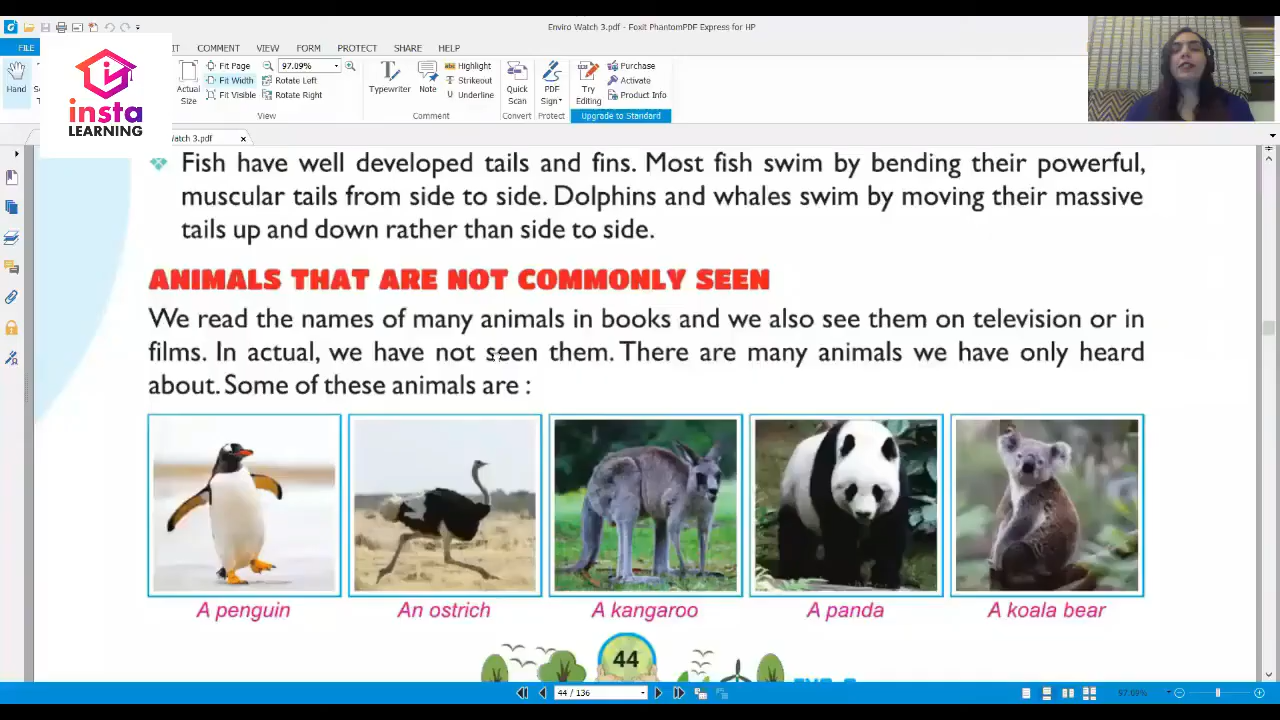 Enviro Watch 3.pdf - Foxit PhantomPDF Express for HP
FILE COMMENT VIEW FORM PROTECT SHARE HELP
Hand
Actual Size
Fit Page
Fit Width
Fit Visible
97.09%
Rotate Left
Rotate Right
View
Typewriter
Note
Highlight
Strikeout
Underline
Comment
Quick Scan
Convert
PDF Sign
Protect
Try Editing
Purchase
Activate
Product Info
Upgrade to Standard
insta
LEARNING
Watch 3.pdf
Fish have well developed tails and fins. Most fish swim by bending their powerful,
muscular tails from side to side. Dolphins and whales swim by moving their massive
tails up and down rather than side to side.
ANIMALS THAT ARE NOT COMMONLY SEEN
We read the names of many animals in books and we also see them on television or in
films. In actual, we have not seen them. There are many animals we have only heard
about. Some of these animals are :
A penguin An ostrich A kangaroo A panda A koala bear
44
44 / 136
97.09%